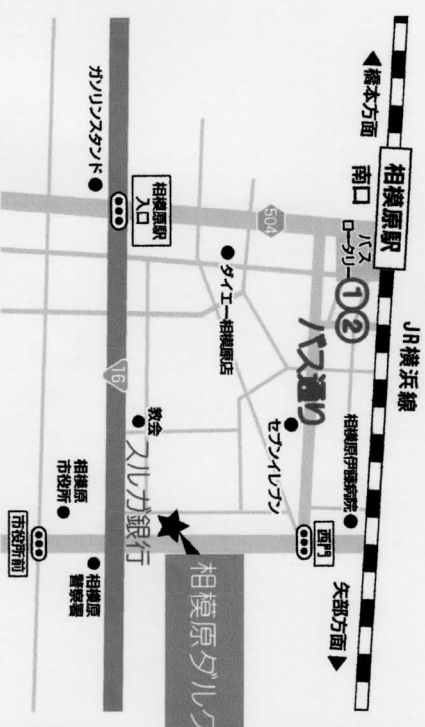 JR横浜線
◀橋本方面
相模原駅
矢部方面▶
南口
バス
ロータリー
①②
相模原伊藤病院
バス通り
西門
504
セブンイレブン
ダイエー相模原店
相模原ダルク
相模原駅
入口
教会
スルガ銀行
ガソリンスタンド
16
相模原
市役所
相模原
警察署
市役所前